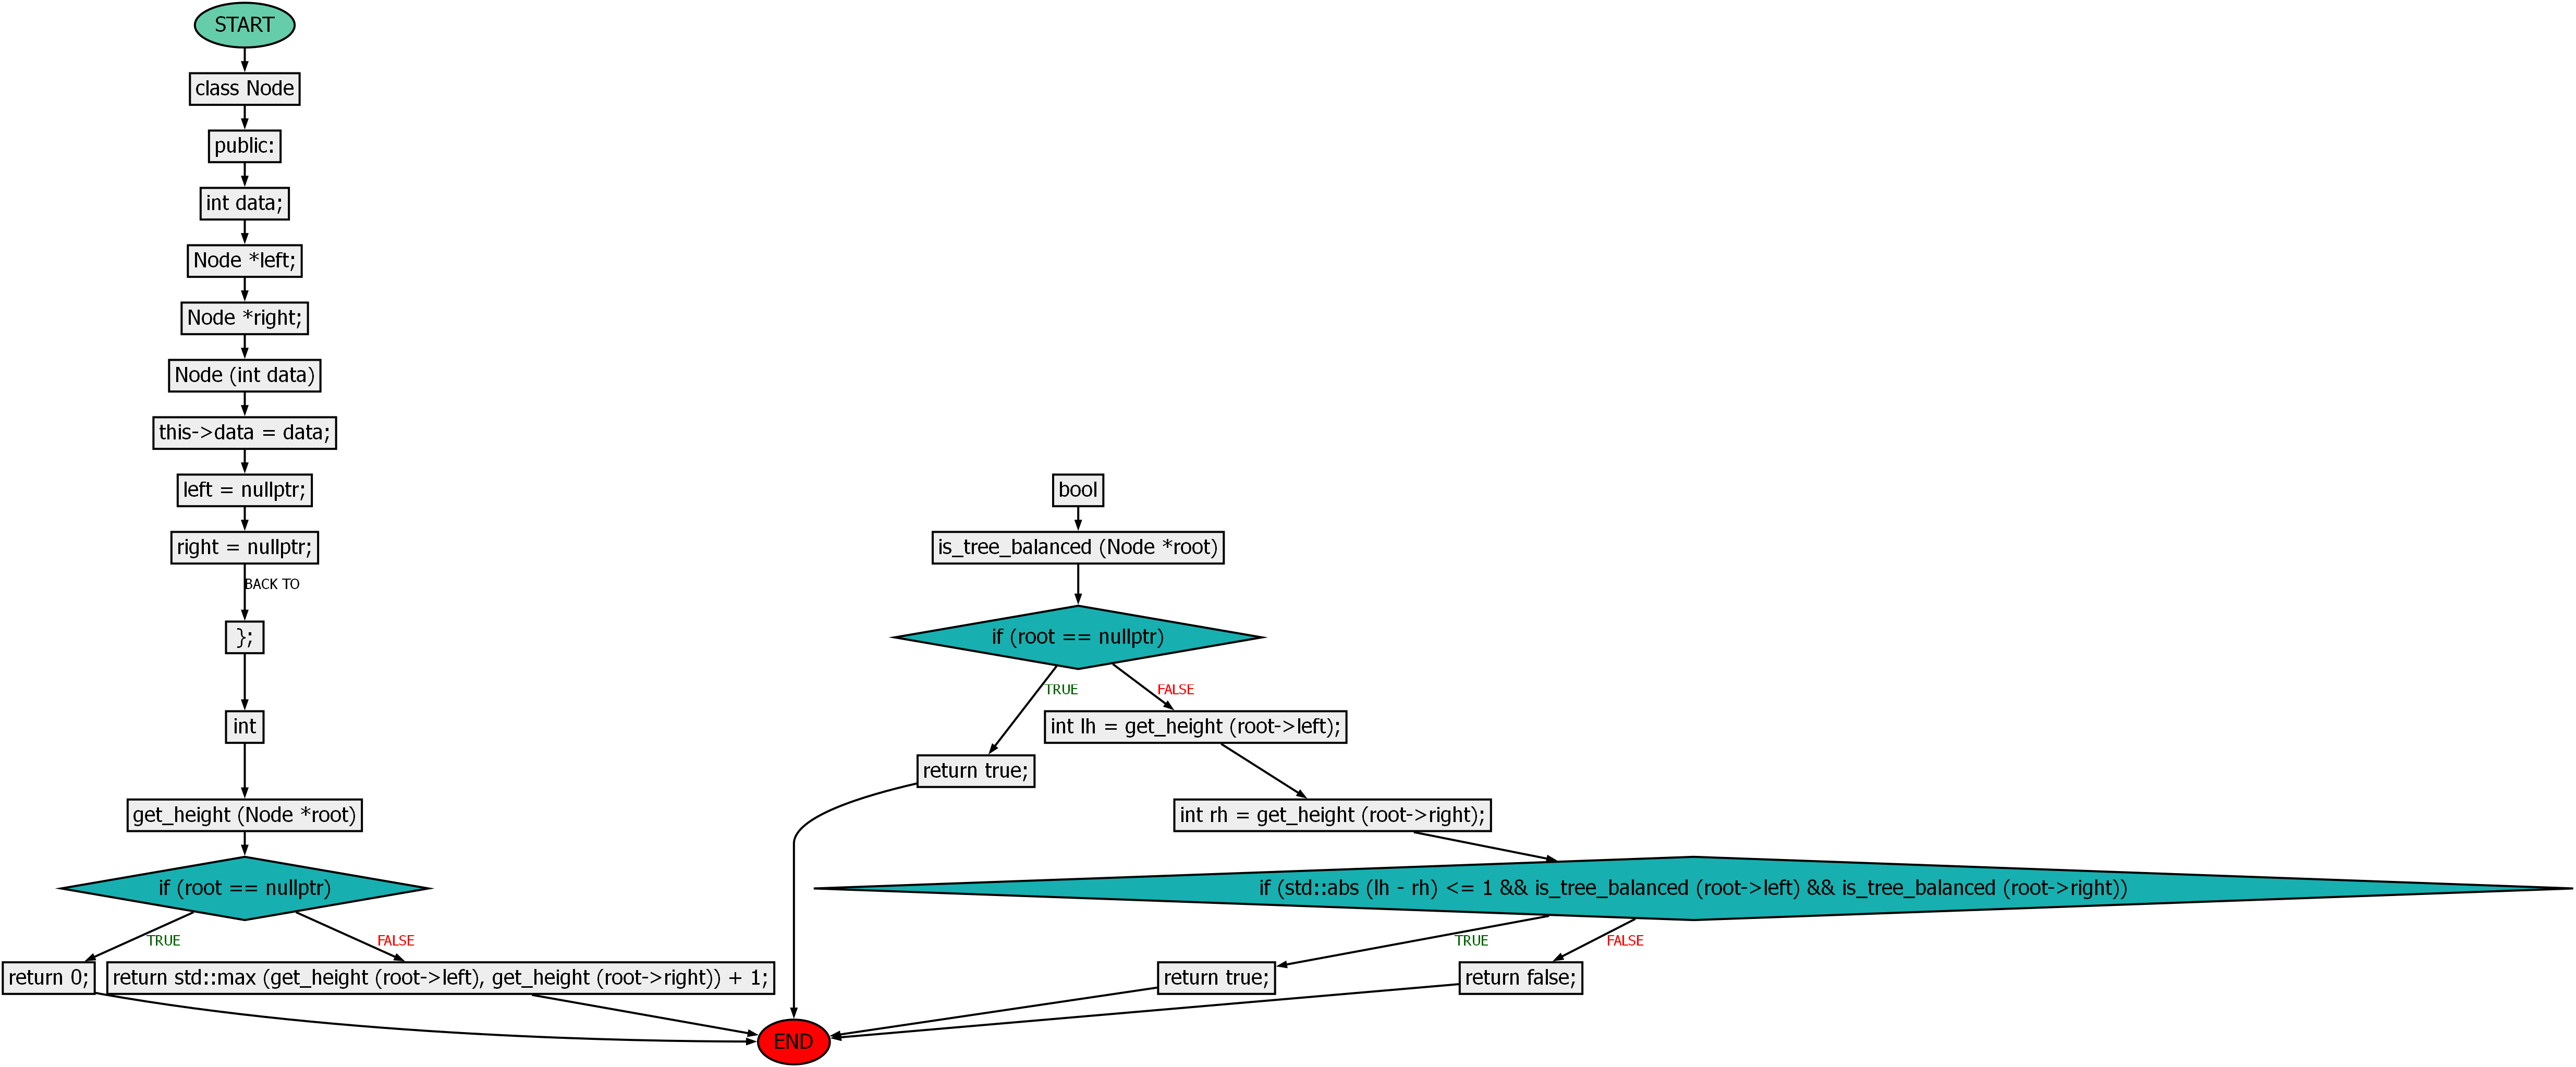 START
class Node
public:
int data;
Node *left;
Node *right;
Node (int data)
this->data = data;
left = nullptr;
right = nullptr;
BACK TO
};
int
get_height (Node *root)
if (root == nullptr)
TRUE
FALSE
return 0;
return std::max (get_height (root->left), get_height (root->right)) + 1;
bool
is_tree_balanced (Node *root)
if (root == nullptr)
TRUE
FALSE
return true;
int lh = get_height (root->left);
int rh = get_height (root->right);
if (std::abs (lh - rh) <= 1 && is_tree_balanced (root->left) && is_tree_balanced (root->right))
TRUE
FALSE
return true;
return false;
END